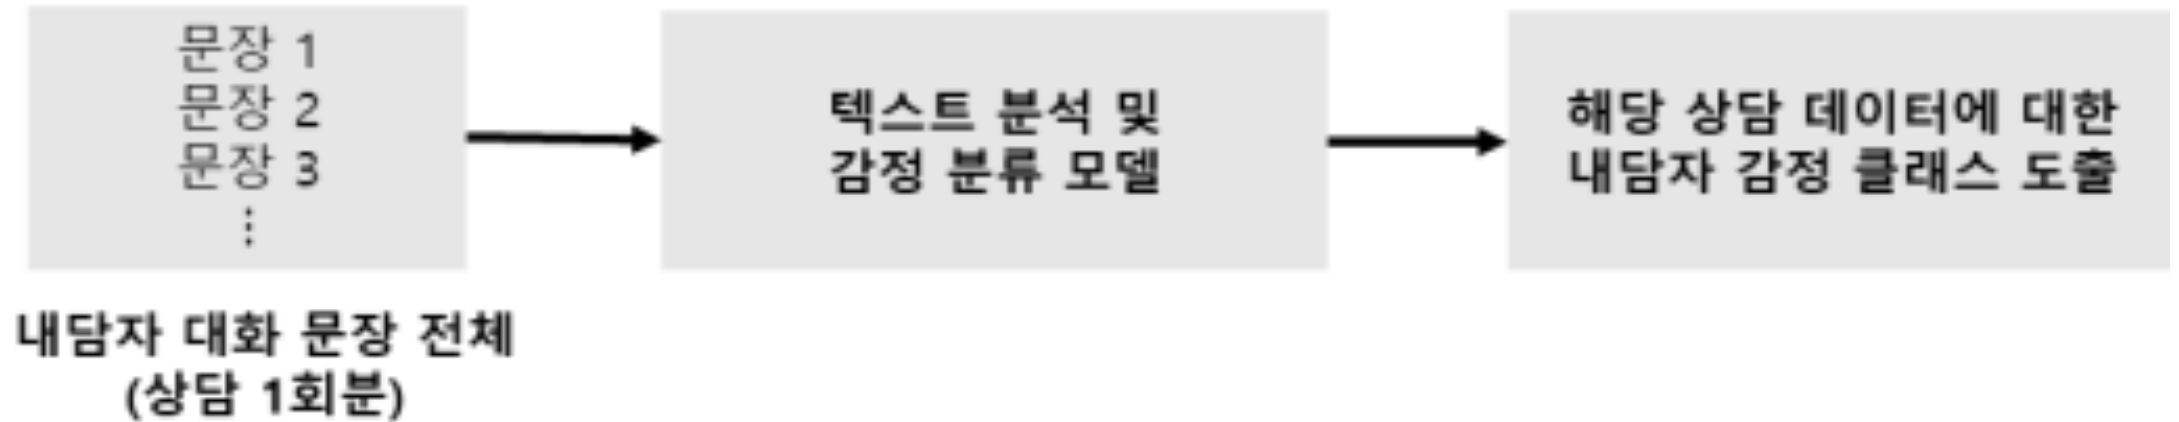 문장 1
문장 2
문장 3
⋮
내담자 대화 문장 전체
(상담 1회분)
텍스트 분석 및
감정 분류 모델
해당 상담 데이터에 대한
내담자 감정 클래스 도출